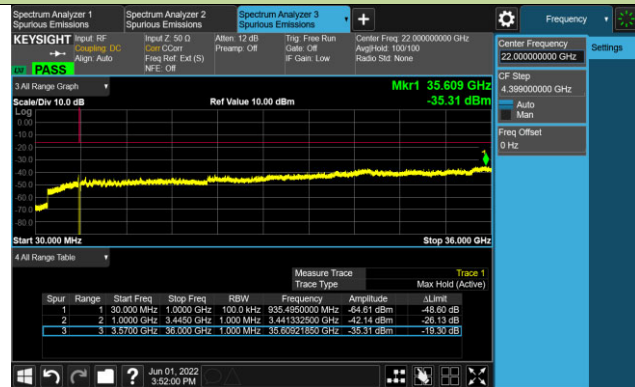 Spectrum Analyzer 1
Spurious Emissions
Spectrum Analyzer 2
Spurious Emissions
Spectrum Analyzer 3
Spurious Emissions
Frequency
KEYSIGHT
Input: RF
Coupling: DC
Align: Auto
Input Z: 50 Ω
Corr CCorr
Freq Ref: Ext (S)
NFE: Off
Atten: 12 dB
Preamp: Off
Trig: Free Run
Gate: Off
IF Gain: Low
Center Freq: 22.000000000 GHz
Avg|Hold: 100/100
Radio Std: None
PASS
Center Frequency
22.000000000 GHz
Settings
CF Step
4.399000000 GHz
Auto
Man
Freq Offset
0 Hz
3 All Range Graph
Mkr1 35.609 GHz
Scale/Div 10.0 dB
Ref Value 10.00 dBm
-35.31 dBm
Log
0.00
-10.0
-20.0
-30.0
-40.0
-50.0
-60.0
-70.0
-80.0
1
Start 30.000 MHz
Stop 36.000 GHz
4 All Range Table
Measure Trace Trace 1
Trace Type Max Hold (Active)
Spur Range Start Freq Stop Freq RBW Frequency Amplitude ΔLimit
1 1 30.000 MHz 1.0000 GHz 100.0 kHz 935.4950000 MHz -64.61 dBm -48.60 dB
2 2 1.0000 GHz 3.4450 GHz 1.000 MHz 3.441332500 GHz -42.14 dBm -26.13 dB
3 3 3.5700 GHz 36.000 GHz 1.000 MHz 35.60921850 GHz -35.31 dBm -19.30 dB
Jun 01, 2022
3:52:00 PM